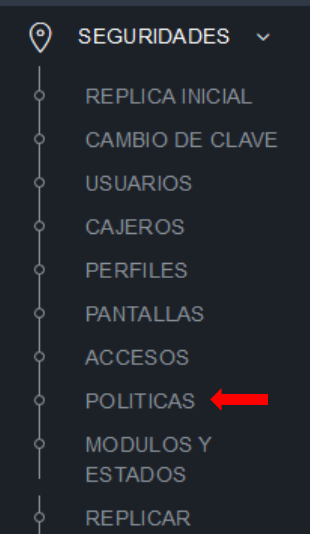 SEGURIDADES
REPLICA INICIAL
CAMBIO DE CLAVE
USUARIOS
CAJEROS
PERFILES
PANTALLAS
ACCESOS
POLITICAS
MODULOS Y
ESTADOS
REPLICAR